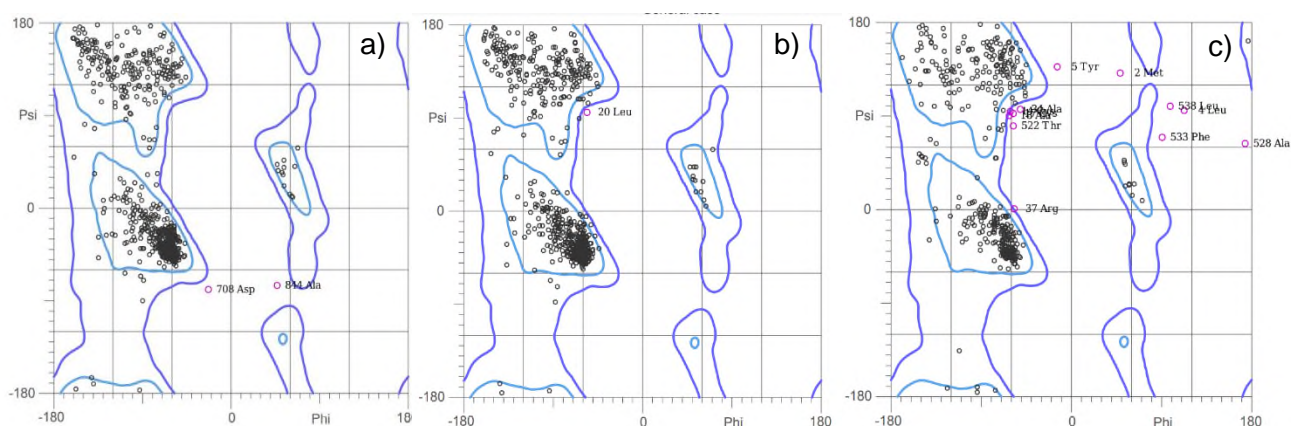 a)
180
Psi
0
708 Asp
844 Ala
-180
-180
0
Phi
180
b)
180
Psi
20 Leu
0
-180
-180
0
Phi
180
c)
180
5 Tyr
2 Met
Psi
34 Ala
538 Leu
4 Leu
522 Thr
533 Phe
528 Ala
0
37 Arg
-180
-180
0
Phi
180